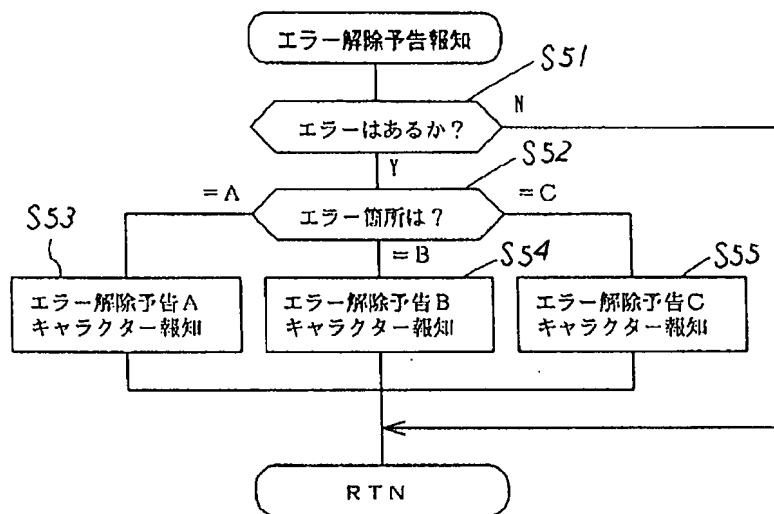 エラー解除予告報知
S51
エラーはあるか？
N
Y
S52
エラー箇所は？
＝A
＝B
＝C
S53
S54
S55
エラー解除予告A
キャラクター報知
エラー解除予告B
キャラクター報知
エラー解除予告C
キャラクター報知
RTN